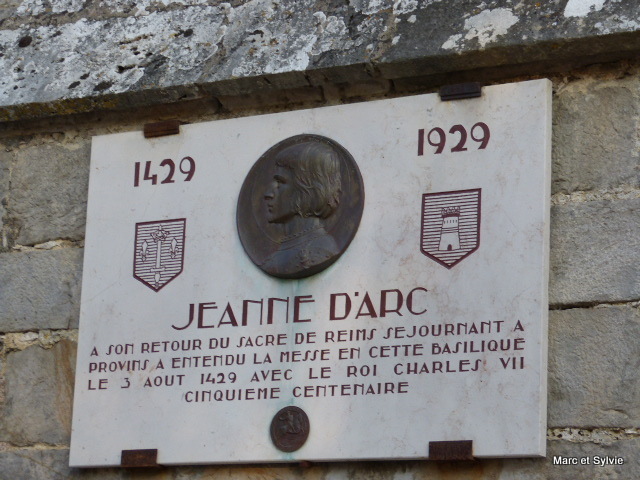 1429
1929
JEANNE D'ARC
A SON RETOUR DU SACRE DE REIMS SEJOURNANT A
PROVINS A ENTENDU LA MESSE EN CETTE BASILIQUE
LE 3 AOUT 1429 AVEC LE ROI CHARLES VII
CINQUIEME CENTENAIRE
Marc et Sylvie